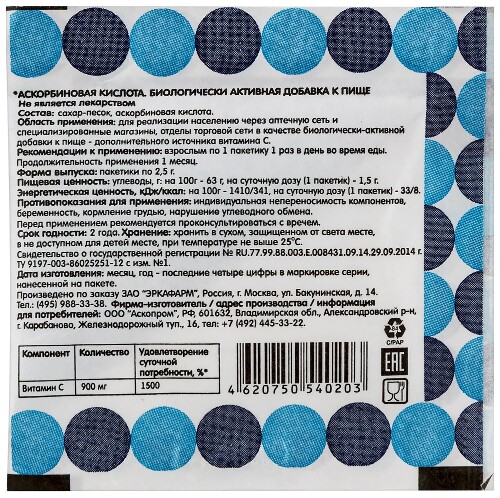 *АСКОРБИНОВАЯ КИСЛОТА. БИОЛОГИЧЕСКИ АКТИВНАЯ ДОБАВКА К ПИЩЕ
Не является лекарством
Состав: сахар-песок, аскорбиновая кислота.
Область применения: для реализации населению через аптечную сеть и
специализированные магазины, отделы торговой сети в качестве биологически-активной
добавки к пище - дополнительного источника витамина С.
Рекомендации к применению: взрослым по 1 пакетику 1 раз в день во время еды.
Продолжительность применения 1 месяц.
Форма выпуска: пакетики по 2,5 г.
Пищевая ценность: углеводы, г: на 100г - 63 г, на суточную дозу (1 пакетик) - 1,5 г.
Энергетическая ценность, кДж/ккал: на 100г - 1410/341, на суточную дозу (1 пакетик) - 33/8.
Противопоказания для применения: индивидуальная непереносимость компонентов,
беременность, кормление грудью, нарушение углеводного обмена.
Перед применением рекомендуется проконсультироваться с врачем.
Срок годности: 2 года. Хранение: хранить в сухом, защищенном от света месте,
в не доступном для детей месте, при температуре не выше 25°С.
Свидетельство о государственной регистрации № RU.77.99.88.003.Е.008431.09.14.29.09.2014 г.
ТУ 9197-003-86025251-12 с изм. №1.
Дата изготовления: месяц, год - последние четыре цифры в маркировке серии,
нанесенной на пакете.
Произведено по заказу ЗАО "ЭРКАФАРМ", Россия, г. Москва, ул. Бакунинская, д. 14.
Тел.: (495) 988-33-38. Фирма-изготовитель / адрес производства / информация
для потребителей: ООО "Аскопром", РФ, 601632, Владимирская обл., Александровский р-н,
г. Карабаново, Железнодорожный туп., 16, тел.: +7 (492) 445-33-22.
Компонент Количество Удовлетворение суточной потребности, %*
Витамин С 900 мг 1500
4 620750 540203
84
C/PAP
EAC